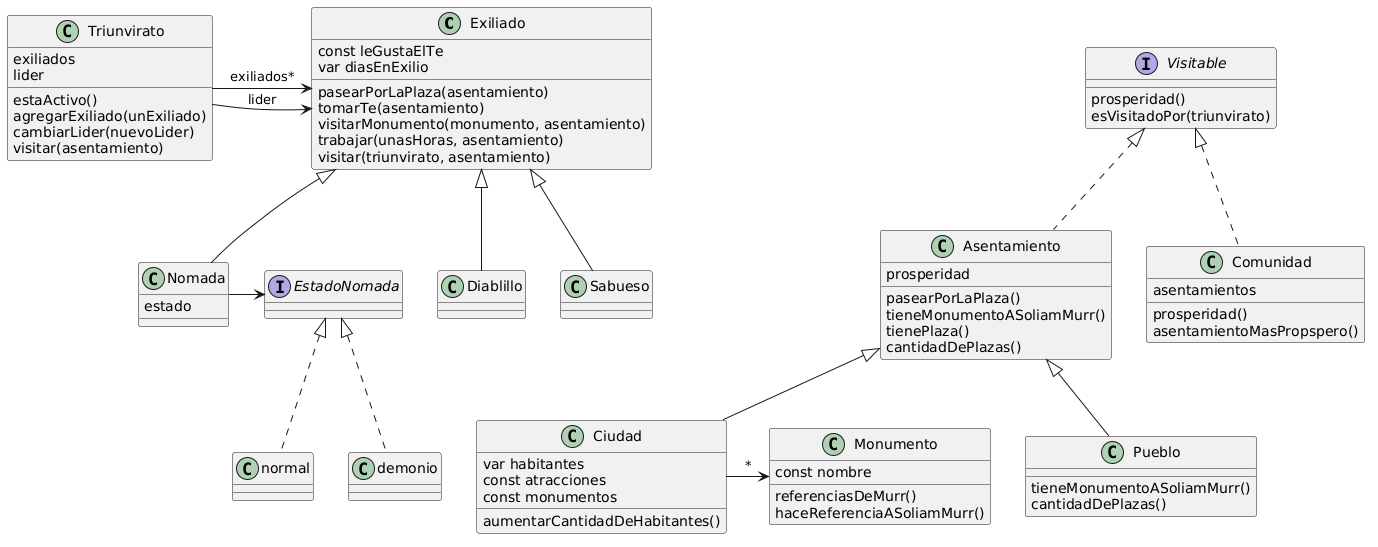 C Triunvirato
exiliados
lider
estaActivo()
agregarExiliado(unExiliado)
cambiarLider(nuevoLider)
visitar(asentamiento)
exiliados*
lider
C Exiliado
const leGustaElTe
var diasEnExilio
pasearPorLaPlaza(asentamiento)
tomarTe(asentamiento)
visitarMonumento(monumento, asentamiento)
trabajar(unasHoras, asentamiento)
visitar(triunvirato, asentamiento)
I Visitable
prosperidad()
esVisitadoPor(triunvirato)
C Nomada
estado
I EstadoNomada
C Diablillo
C Sabueso
C Asentamiento
prosperidad
pasearPorLaPlaza()
tieneMonumentoASoliamMurr()
tienePlaza()
cantidadDePlazas()
C Comunidad
asentamientos
prosperidad()
asentamientoMasPropspero()
C normal
C demonio
C Ciudad
var habitantes
const atracciones
const monumentos
aumentarCantidadDeHabitantes()
*
C Monumento
const nombre
referenciasDeMurr()
haceReferenciaASoliamMurr()
C Pueblo
tieneMonumentoASoliamMurr()
cantidadDePlazas()